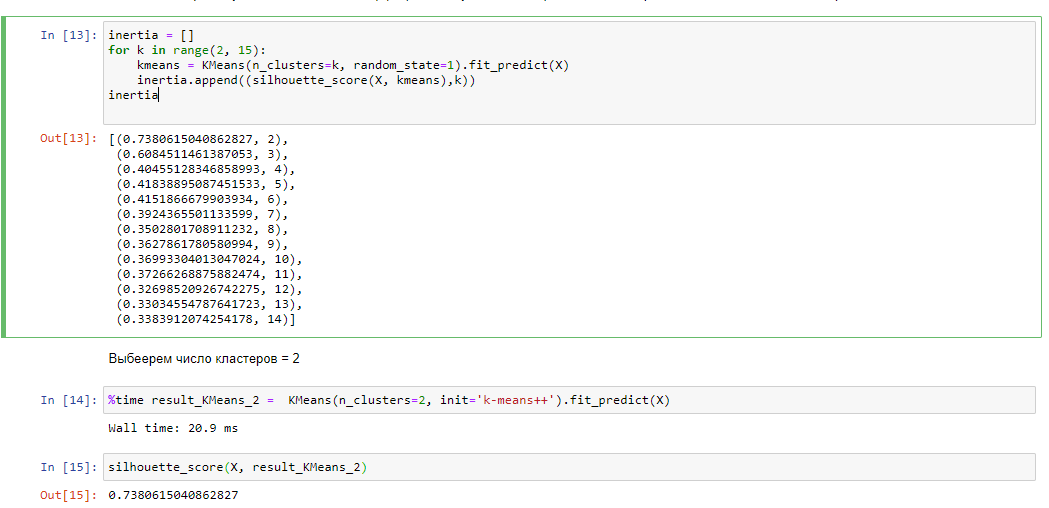 In [13]: inertia = []
for k in range(2, 15):
    kmeans = KMeans(n_clusters=k, random_state=1).fit_predict(X)
    inertia.append((silhouette_score(X, kmeans),k))
inertia
Out[13]: [(0.7380615040862827, 2),
(0.6084511461387053, 3),
(0.40455128346858993, 4),
(0.41838895087451533, 5),
(0.4151866679903934, 6),
(0.3924365501133599, 7),
(0.3502801708911232, 8),
(0.3627861780580994, 9),
(0.36993304013047024, 10),
(0.37266268875882474, 11),
(0.32698520926742275, 12),
(0.33034554787641723, 13),
(0.3383912074254178, 14)]
Выбеерем число кластеров = 2
In [14]: %time result_KMeans_2 =  KMeans(n_clusters=2, init='k-means++').fit_predict(X)
Wall time: 20.9 ms
In [15]: silhouette_score(X, result_KMeans_2)
Out[15]: 0.7380615040862827